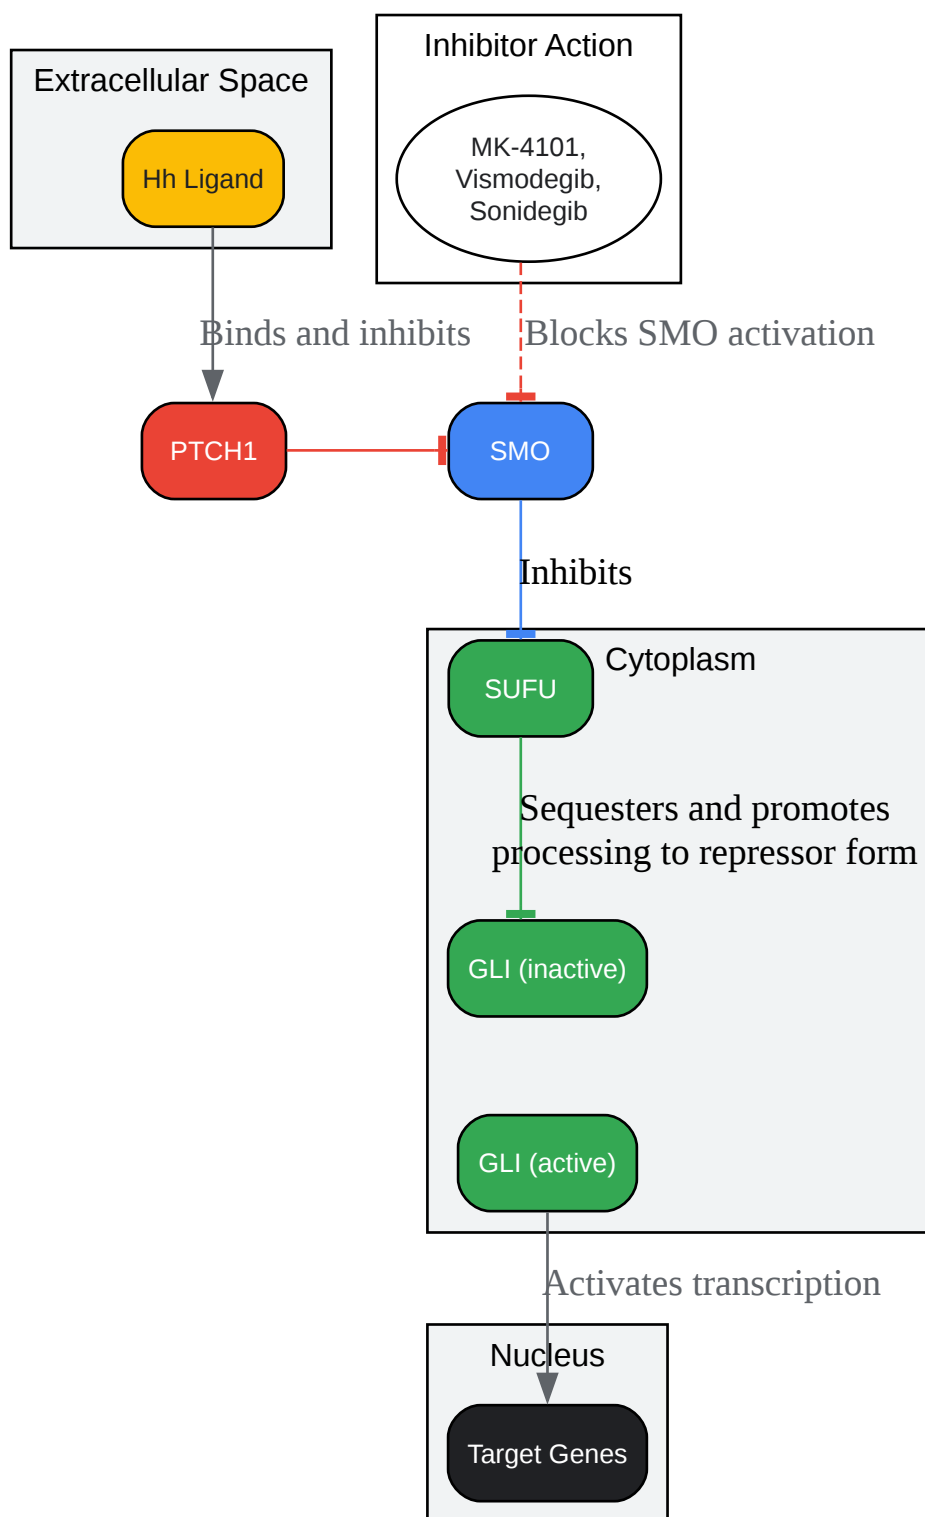 Inhibitor Action
Extracellular Space
MK-4101,
Vismodegib,
Sonidegib
Hh Ligand
Binds and inhibits
Blocks SMO activation
PTCH1
SMO
Inhibits
Cytoplasm
SUFU
Sequesters and promotes
processing to repressor form
GLI (inactive)
GLI (active)
Activates transcription
Nucleus
Target Genes